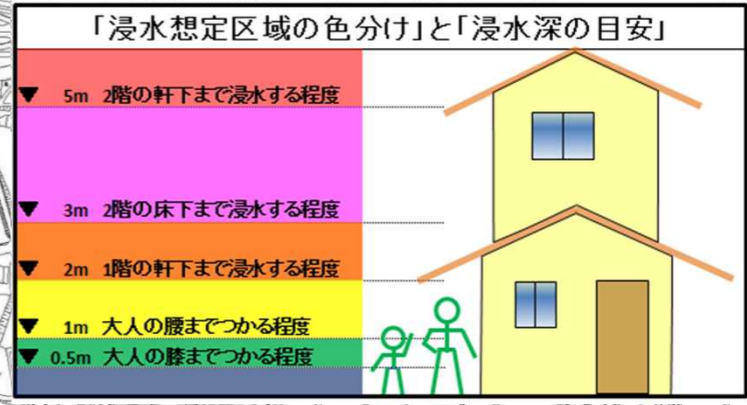 「浸水想定区域の色分け」と「浸水深の目安」
▼ 5m 2階の軒下まで浸水する程度
▼ 3m 2階の床下まで浸水する程度
▼ 2m 1階の軒下まで浸水する程度
▼ 1m 大人の腰までつかる程度
▼ 0.5m 大人の膝までつかる程度